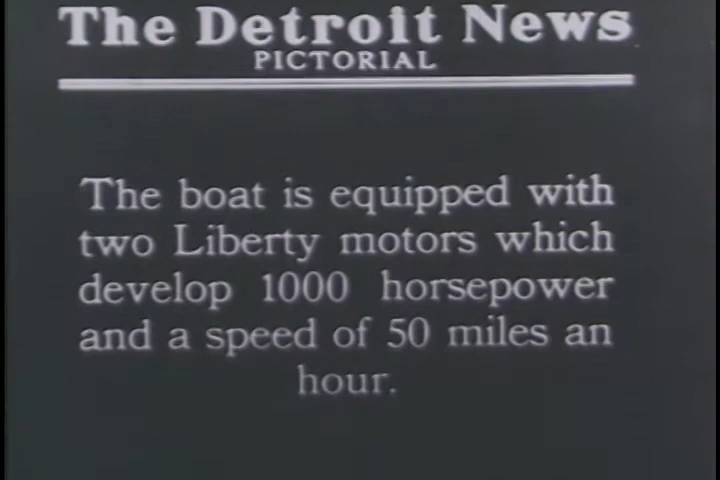 The Detroit News
PICTORIAL
The boat is equipped with
two Liberty motors which
develop 1000 horsepower
and a speed of 50 miles an
hour.